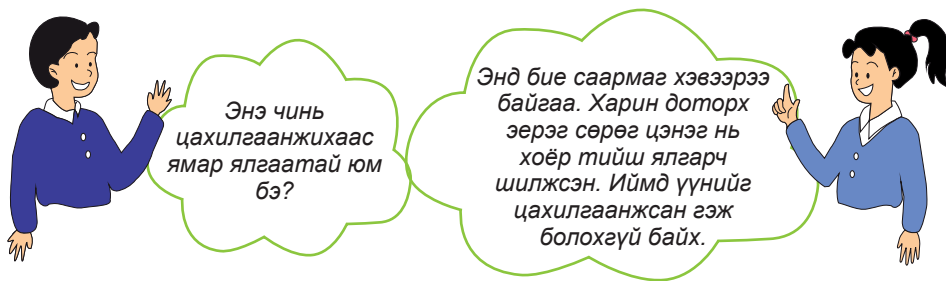 Энэ чинь
цахилгаанжихаас
ямар ялгаатай юм
бэ?
Энд бие саармаг хэвээрээ
байгаа. Харин доторх
эерэг сөрөг цэнэг нь
хоёр тийш ялгарч
шилжсэн. Иймд үүнийг
цахилгаанжсан гэж
болохгүй байх.